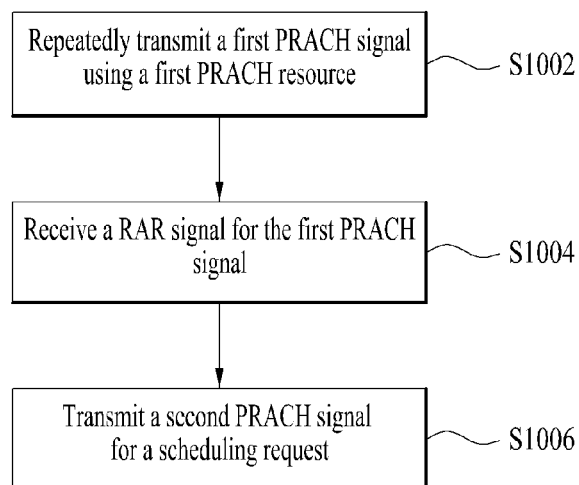 Repeatedly transmit a first PRACH signal
using a first PRACH resource
S1002
Receive a RAR signal for the first PRACH
signal
S1004
Transmit a second PRACH signal
for a scheduling request
S1006